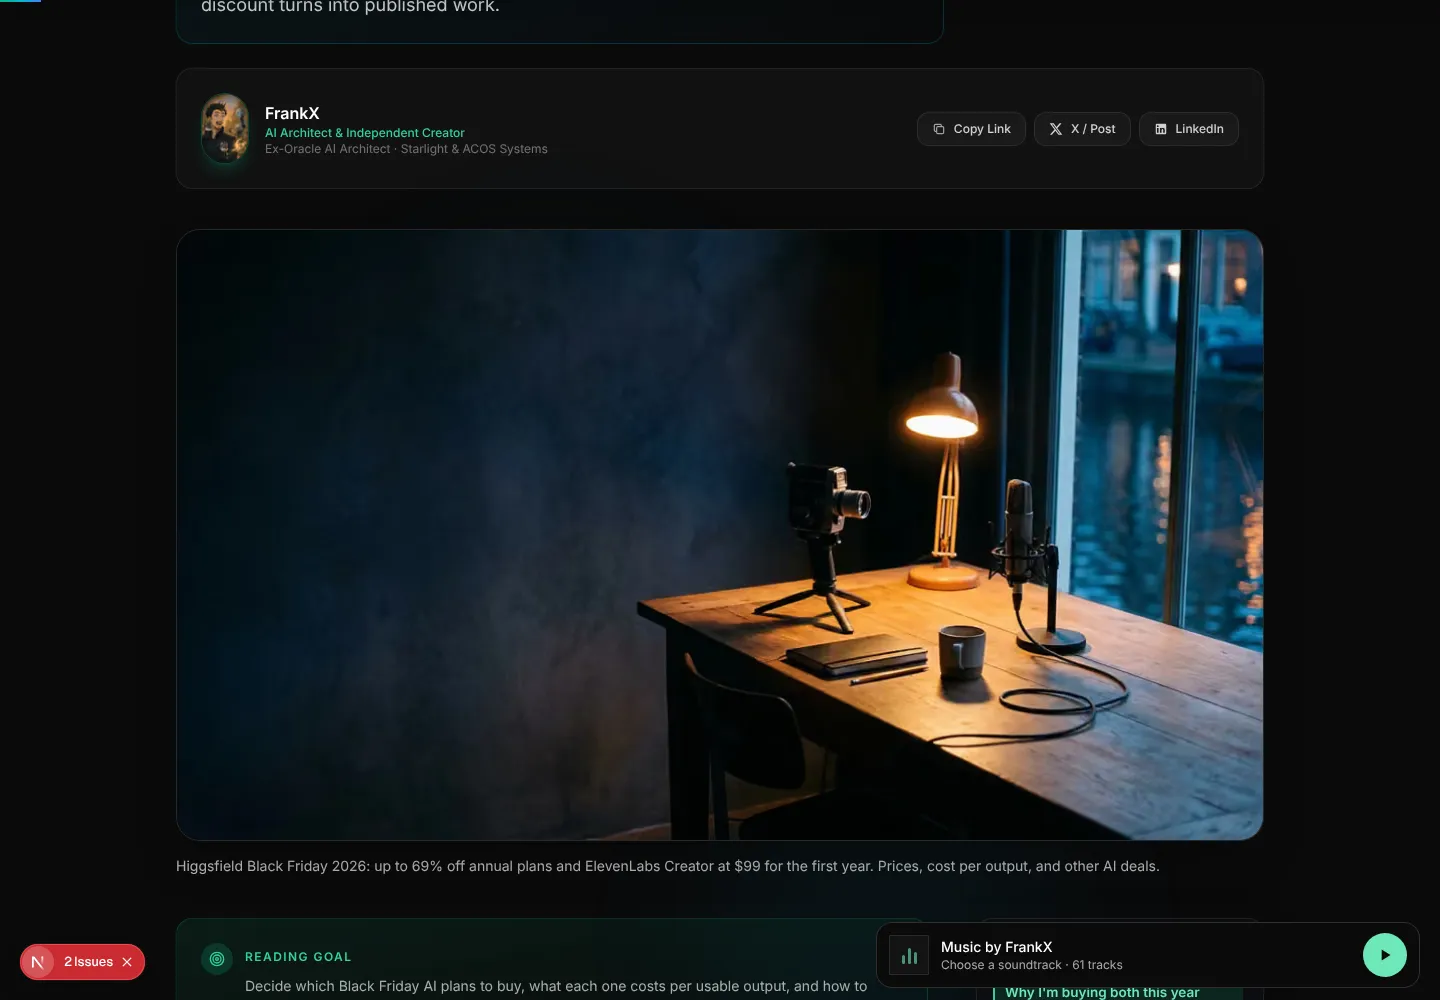 discount turns into published work.
FrankX
AI Architect & Independent Creator
Ex-Oracle AI Architect · Starlight & ACOS Systems
Copy Link
X / Post
LinkedIn
Higgsfield Black Friday 2026: up to 69% off annual plans and ElevenLabs Creator at $99 for the first year. Prices, cost per output, and other AI deals.
READING GOAL
Decide which Black Friday AI plans to buy, what each one costs per usable output, and how to
N
2 Issues
Music by FrankX
Choose a soundtrack · 61 tracks
Why I'm buying both this year